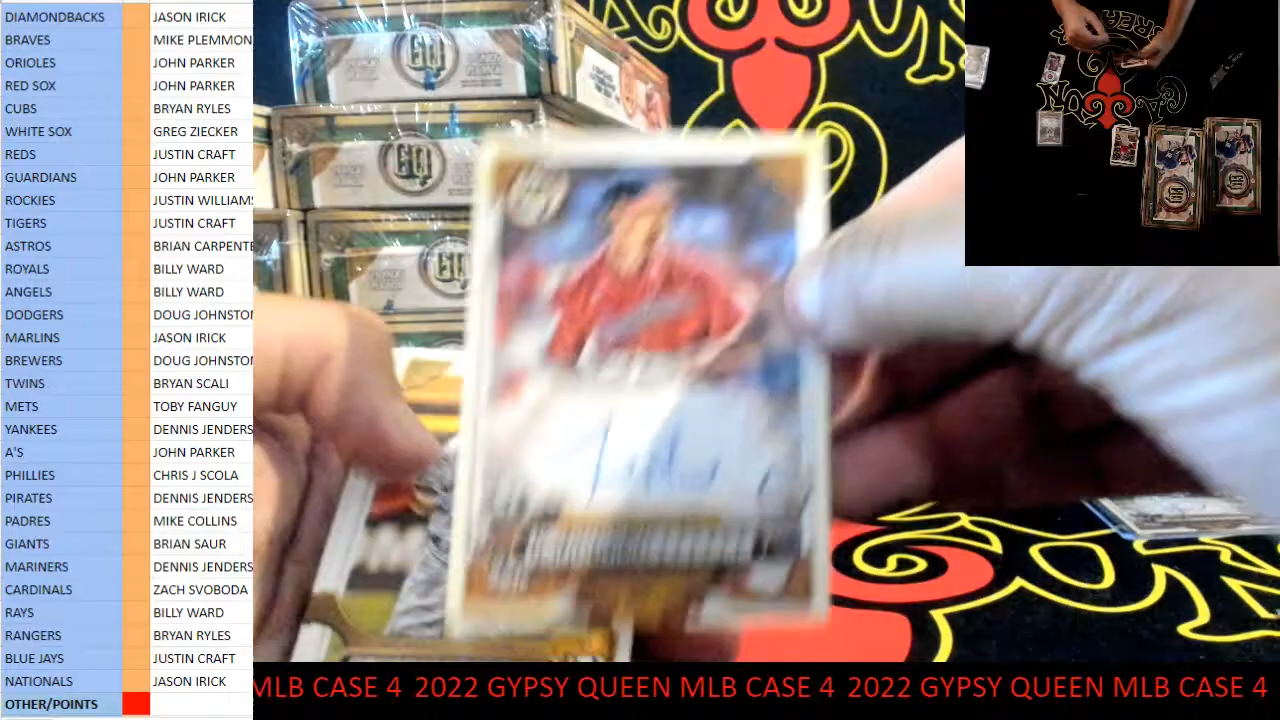 DIAMONDBACKS JASON IRICK
BRAVES MIKE PLEMMON
ORIOLES JOHN PARKER
RED SOX JOHN PARKER
CUBS BRYAN RYLES
WHITE SOX GREG ZIECKER
REDS JUSTIN CRAFT
GUARDIANS JOHN PARKER
ROCKIES JUSTIN WILLIAMS
TIGERS JUSTIN CRAFT
ASTROS BRIAN CARPENTE
ROYALS BILLY WARD
ANGELS BILLY WARD
DODGERS DOUG JOHNSTON
MARLINS JASON IRICK
BREWERS DOUG JOHNSTON
TWINS BRYAN SCALI
METS TOBY FANGUY
YANKEES DENNIS JENDERS
A'S JOHN PARKER
PHILLIES CHRIS J SCOLA
PIRATES DENNIS JENDERS
PADRES MIKE COLLINS
GIANTS BRIAN SAUR
MARINERS DENNIS JENDERS
CARDINALS ZACH SVOBODA
RAYS BILLY WARD
RANGERS BRYAN RYLES
BLUE JAYS JUSTIN CRAFT
NATIONALS JASON IRICK
OTHER/POINTS
GQ
GQ
GQ
MLB CASE 4 2022 GYPSY QUEEN MLB CASE 4 2022 GYPSY QUEEN MLB CASE 4